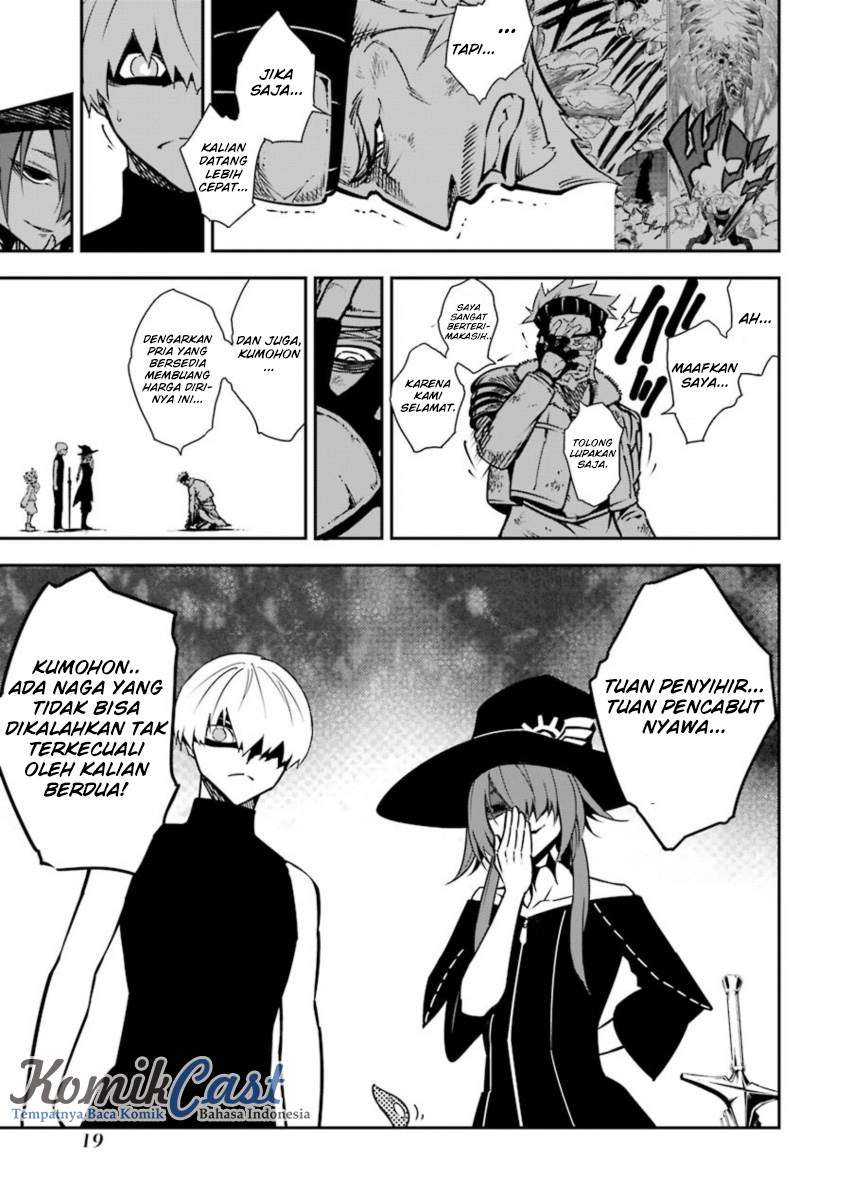 ...
TAPI...
JIKA
SAJA...
KALIAN
DATANG
LEBIH
CEPAT...
AH...
MAAFKAN
SAYA...
SAYA
SANGAT
BERTERI-
MAKASIH..
KARENA
KAMI
SELAMAT.
TOLONG
LUPAKAN
SAJA.
DAN JUGA,
KUMOHON
...
DENGARKAN
PRIA YANG
BERSEDIA
MEMBUANG
HARGA DIRI-
NYA INI...
TUAN PENYIHIR...
TUAN PENCABUT
NYAWA...
KUMOHON..
ADA NAGA YANG
TIDAK BISA
DIKALAHKAN TAK
TERKECUALI
OLEH KALIAN
BERDUA!
KomikCast
Tempatnya Baca Komik Bahasa Indonesia
19